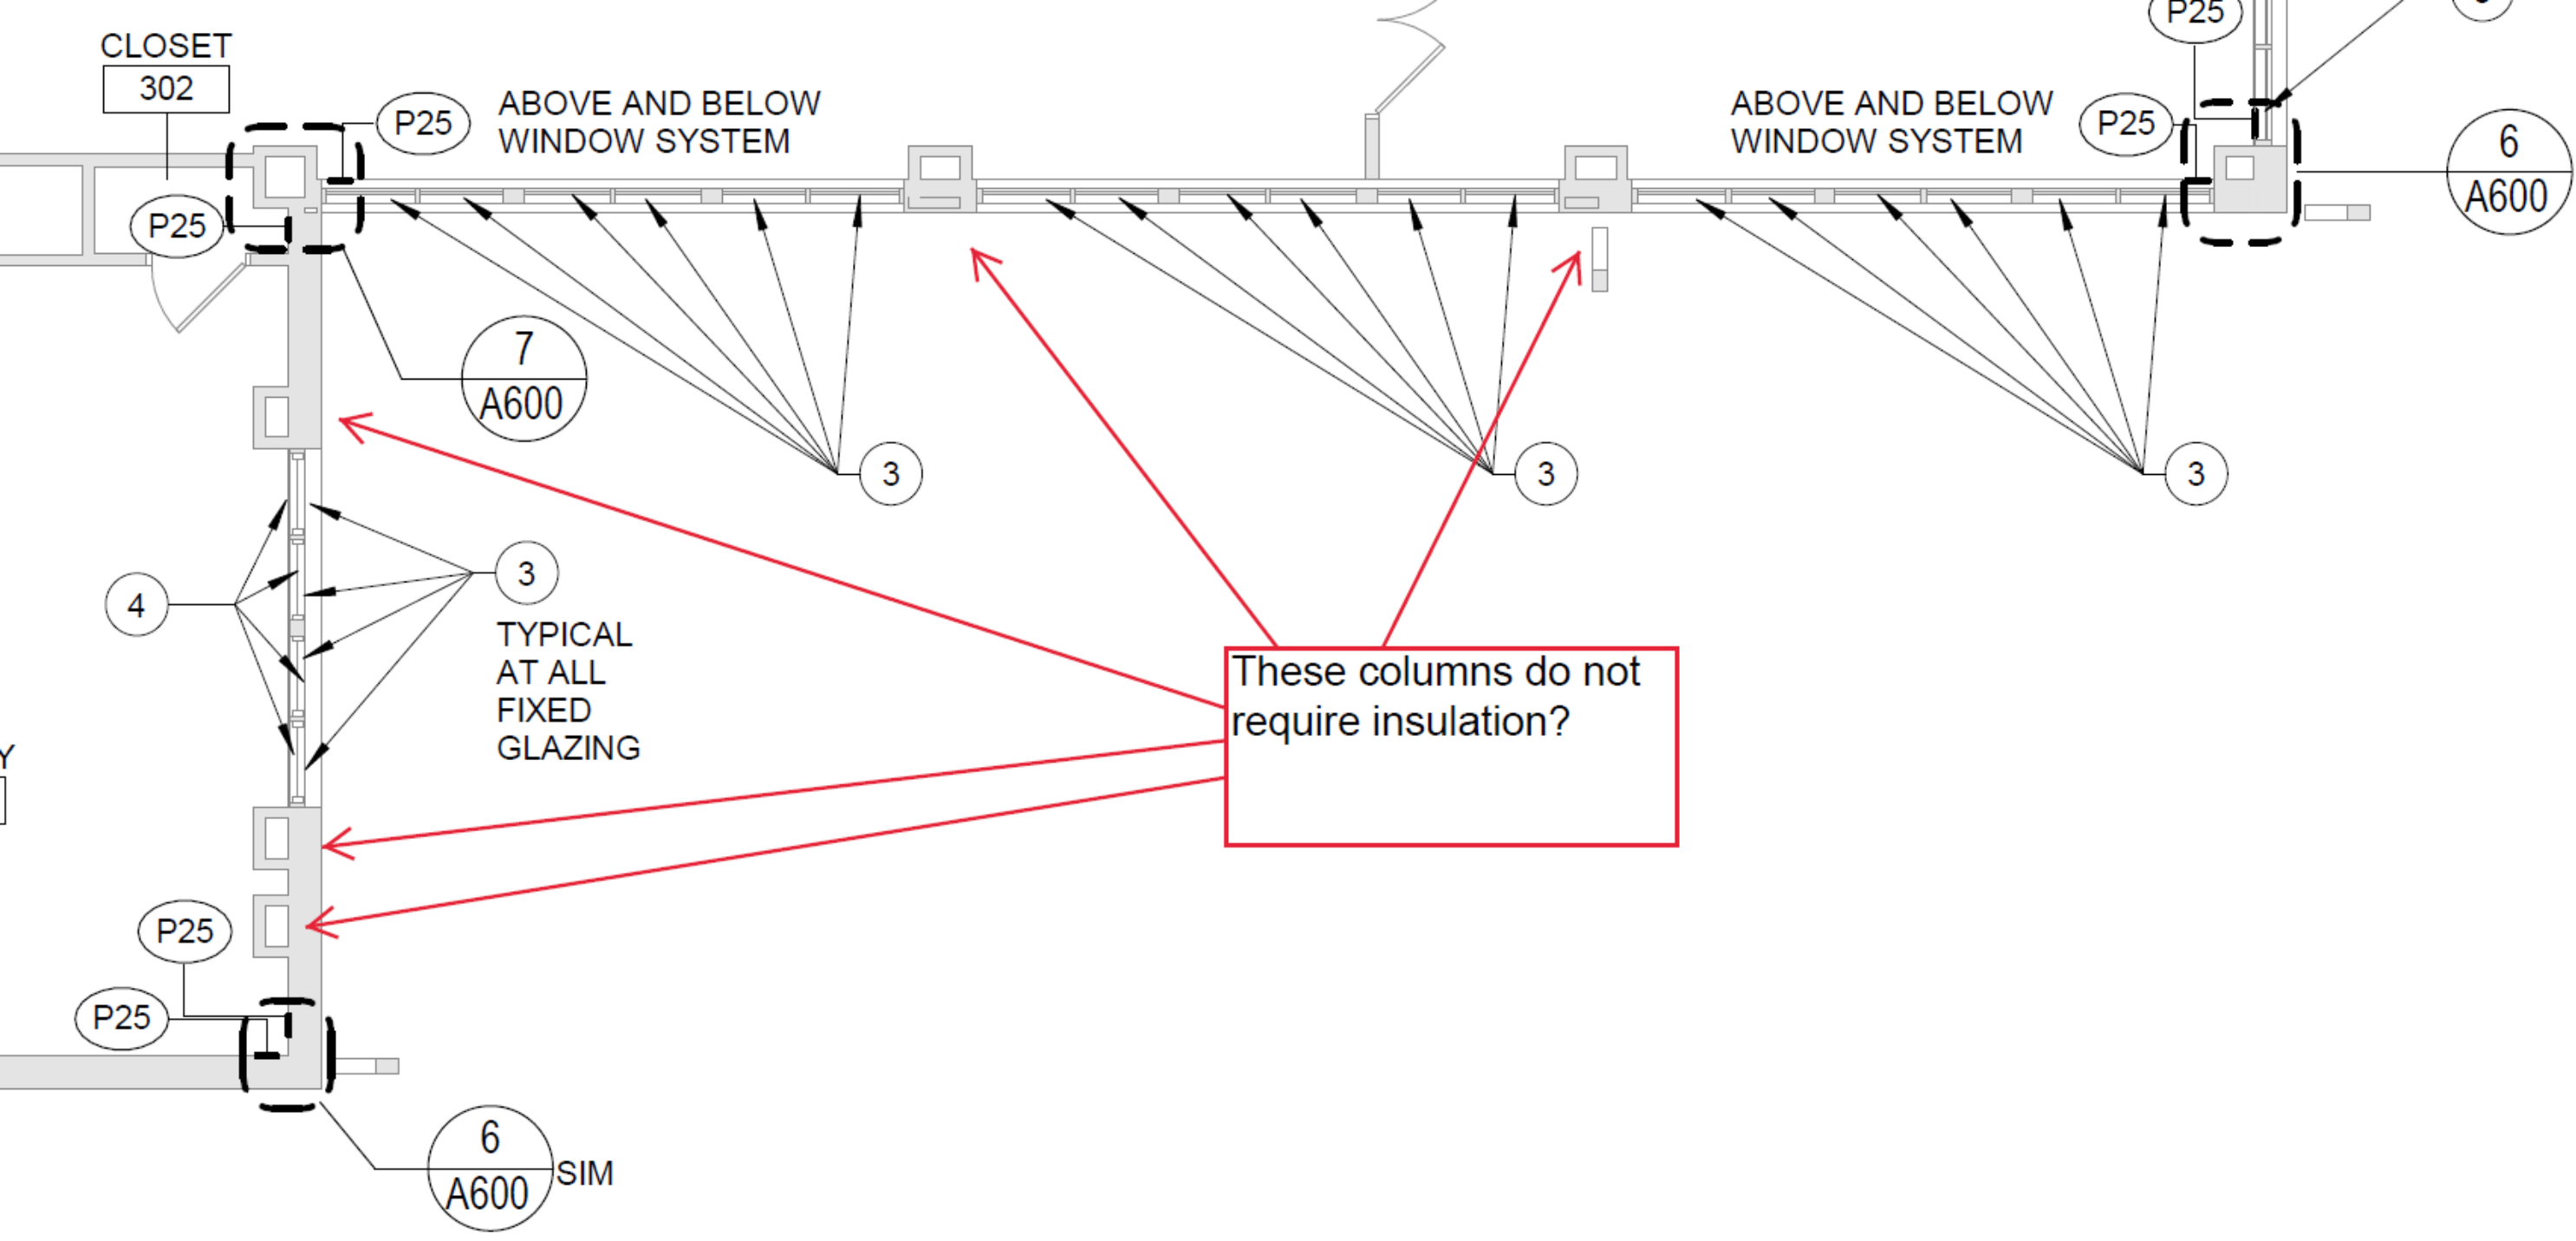 CLOSET
302
P25
ABOVE AND BELOW
WINDOW SYSTEM
P25
ABOVE AND BELOW
WINDOW SYSTEM
P25
P25
6
A600
7
A600
3
3
3
4
3
TYPICAL
AT ALL
FIXED
GLAZING
These columns do not
require insulation?
Y
P25
P25
6
A600
SIM